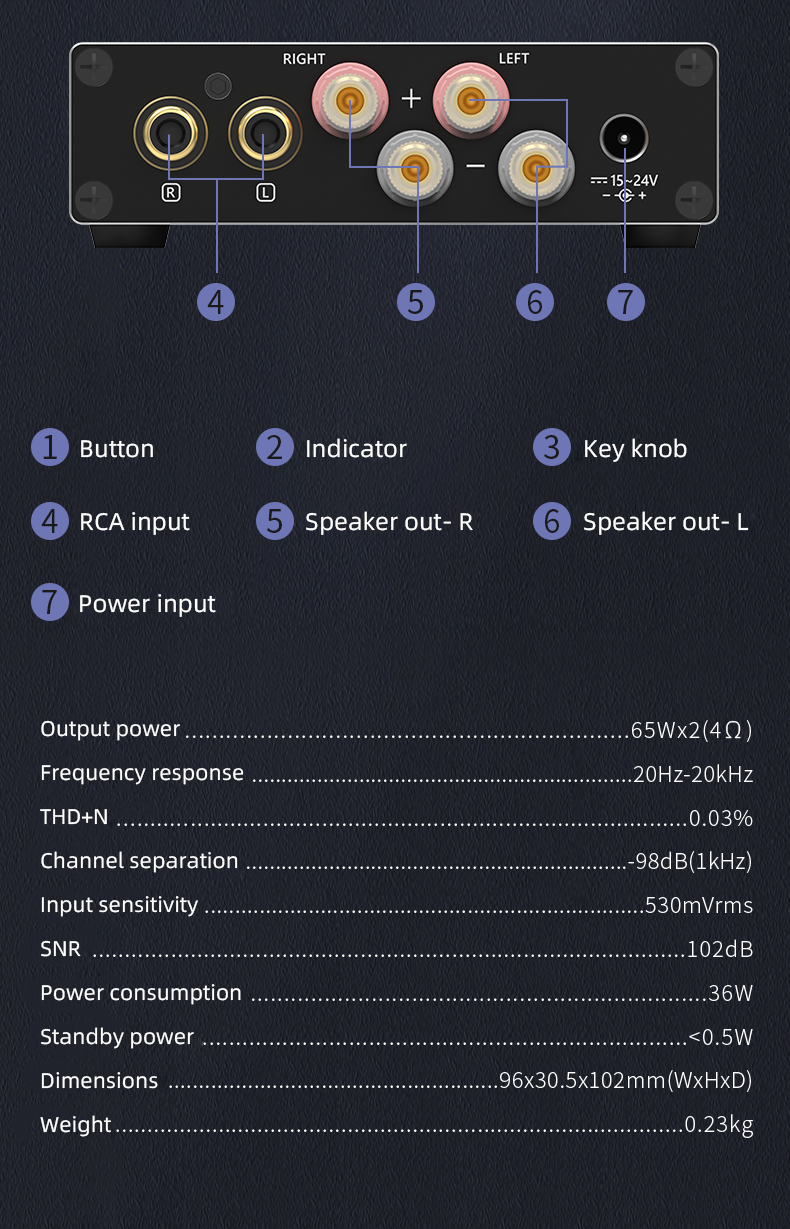 RIGHT LEFT
+
R L
−
15~24V
− +
4 5 6 7
1 Button 2 Indicator 3 Key knob
4 RCA input 5 Speaker out- R 6 Speaker out- L
7 Power input
Output power 65Wx2(4Ω)
Frequency response 20Hz-20kHz
THD+N 0.03%
Channel separation -98dB(1kHz)
Input sensitivity 530mVrms
SNR 102dB
Power consumption 36W
Standby power <0.5W
Dimensions 96x30.5x102mm(WxHxD)
Weight 0.23kg